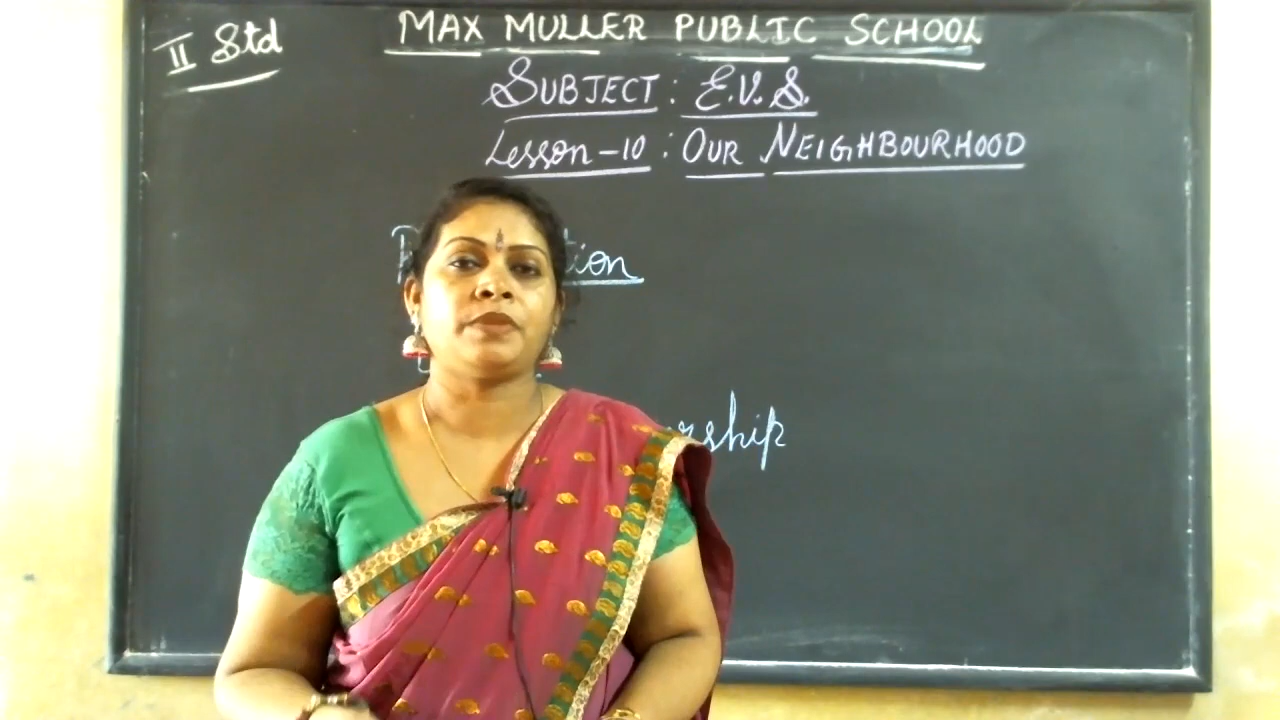 II Std
MAX MULLER PUBLIC SCHOOL
SUBJECT : E.V.S.
Lesson-10 : OUR NEIGHBOURHOOD